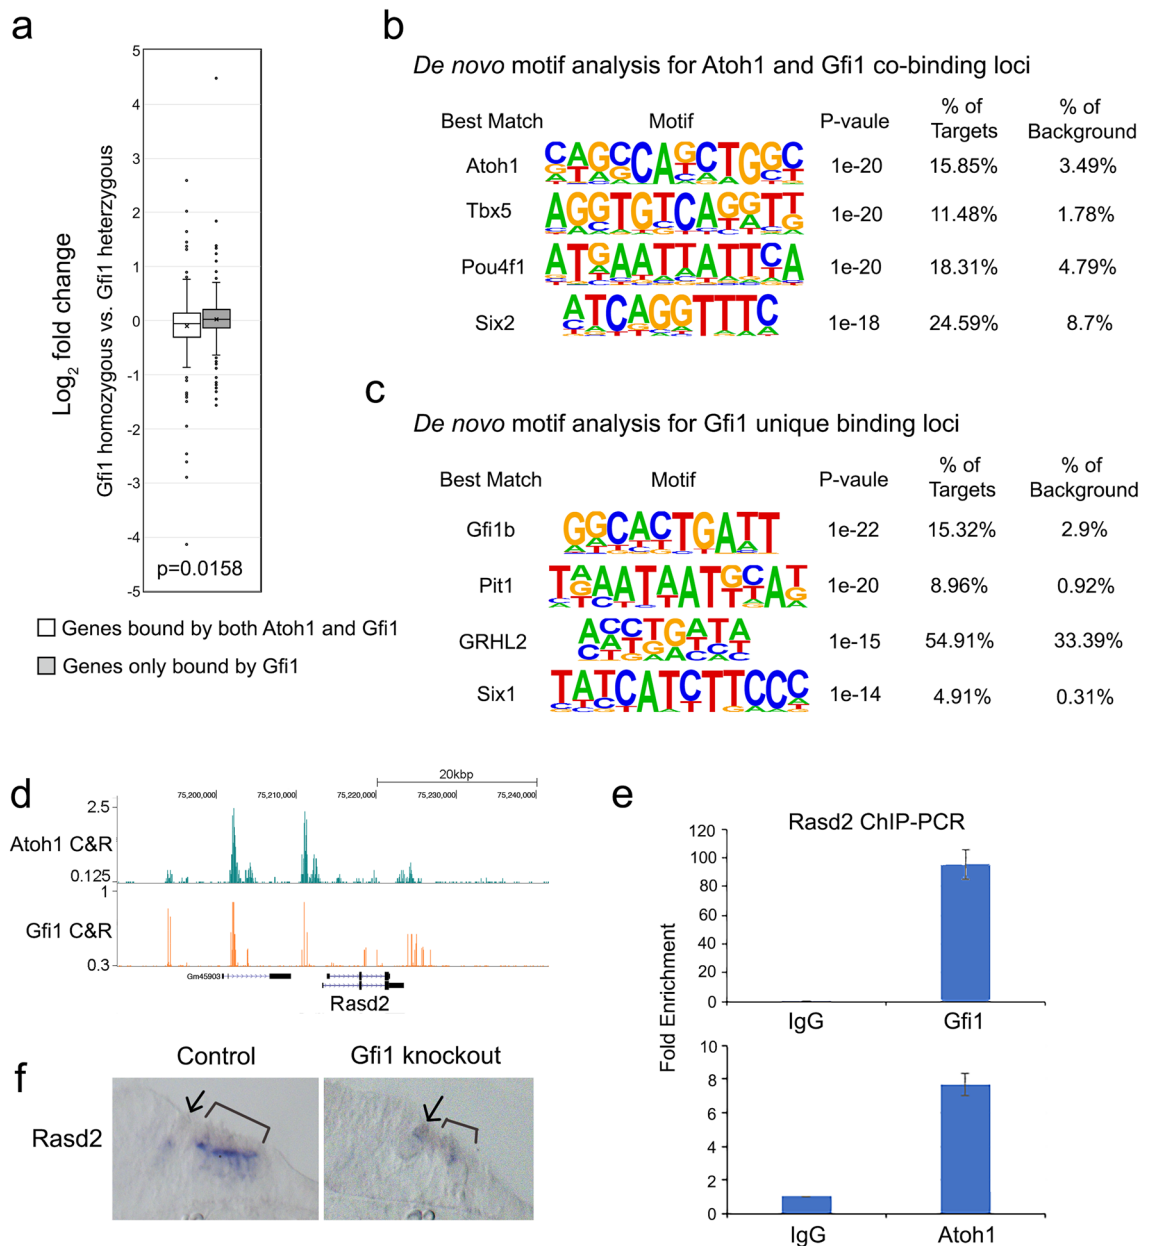 a
Log2 fold change
Gfi1 homozygous vs. Gfi1 heterzygous
5
4
3
2
1
0
-1
-2
-3
-4
-5
p=0.0158
Genes bound by both Atoh1 and Gfi1
Genes only bound by Gfi1
b
De novo motif analysis for Atoh1 and Gfi1 co-binding loci
Best Match Motif P-vaule % of Targets % of Background
Atoh1 1e-20 15.85% 3.49%
Tbx5 1e-20 11.48% 1.78%
Pou4f1 1e-20 18.31% 4.79%
Six2 1e-18 24.59% 8.7%
c
De novo motif analysis for Gfi1 unique binding loci
Best Match Motif P-vaule % of Targets % of Background
Gfi1b 1e-22 15.32% 2.9%
Pit1 1e-20 8.96% 0.92%
GRHL2 1e-15 54.91% 33.39%
Six1 1e-14 4.91% 0.31%
d
20kbp
75,200,000 75,210,000 75,220,000 75,230,000 75,240,000
2.5
Atoh1 C&R
0.125
1
Gfi1 C&R
0.3
Gm45903
Rasd2
e
Rasd2 ChIP-PCR
Fold Enrichment
120
100
80
60
40
20
0
IgG Gfi1
10
8
6
4
2
0
IgG Atoh1
f
Control Gfi1 knockout
Rasd2